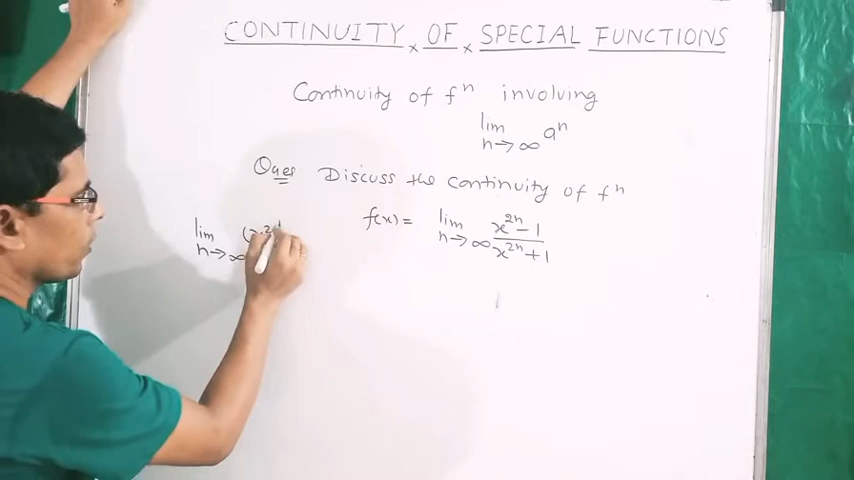 CONTINUITY OF SPECIAL FUNCTIONS
Continuity of fⁿ involving
lim aⁿ
n→∞
Ques Discuss the continuity of fⁿ
f(x) = lim x²ⁿ-1
n→∞ x²ⁿ+1
lim (x²
n→∞